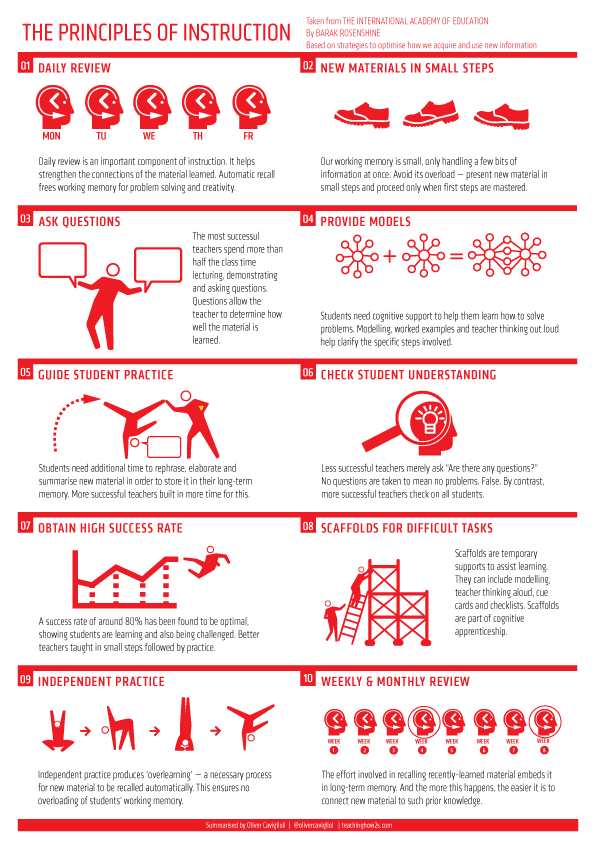 THE PRINCIPLES OF INSTRUCTION
Taken from THE INTERNATIONAL ACADEMY OF EDUCATION
By BARAK ROSENSHINE
Based on strategies to optimise how we acquire and use new information
01 DAILY REVIEW
MON TU WE TH FR
Daily review is an important component of instruction. It helps
strengthen the connections of the material learned. Automatic recall
frees working memory for problem solving and creativity.
02 NEW MATERIALS IN SMALL STEPS
Our working memory is small, only handling a few bits of
information at once. Avoid its overload — present new material in
small steps and proceed only when first steps are mastered.
03 ASK QUESTIONS
The most successful
teachers spend more than
half the class time
lecturing, demonstrating
and asking questions.
Questions allow the
teacher to determine how
well the material is
learned.
04 PROVIDE MODELS
+ =
Students need cognitive support to help them learn how to solve
problems. Modelling, worked examples and teacher thinking out loud
help clarify the specific steps involved.
05 GUIDE STUDENT PRACTICE
Students need additional time to rephrase, elaborate and
summarise new material in order to store it in their long-term
memory. More successful teachers built in more time for this.
06 CHECK STUDENT UNDERSTANDING
Less successful teachers merely ask "Are there any questions?"
No questions are taken to mean no problems. False. By contrast,
more successful teachers check on all students.
07 OBTAIN HIGH SUCCESS RATE
A success rate of around 80% has been found to be optimal,
showing students are learning and also being challenged. Better
teachers taught in small steps followed by practice.
08 SCAFFOLDS FOR DIFFICULT TASKS
Scaffolds are temporary
supports to assist learning.
They can include modelling,
teacher thinking aloud, cue
cards and checklists. Scaffolds
are part of cognitive
apprenticeship.
09 INDEPENDENT PRACTICE
Independent practice produces 'overlearning' — a necessary process
for new material to be recalled automatically. This ensures no
overloading of students' working memory.
10 WEEKLY & MONTHLY REVIEW
WEEK WEEK WEEK WEEK WEEK WEEK WEEK WEEK
1 2 3 4 5 6 7 8
The effort involved in recalling recently-learned material embeds it
in long-term memory. And the more this happens, the easier it is to
connect new material to such prior knowledge.
Summarised by Oliver Caviglioli | @olivercavigliol | teachinghow2s.com